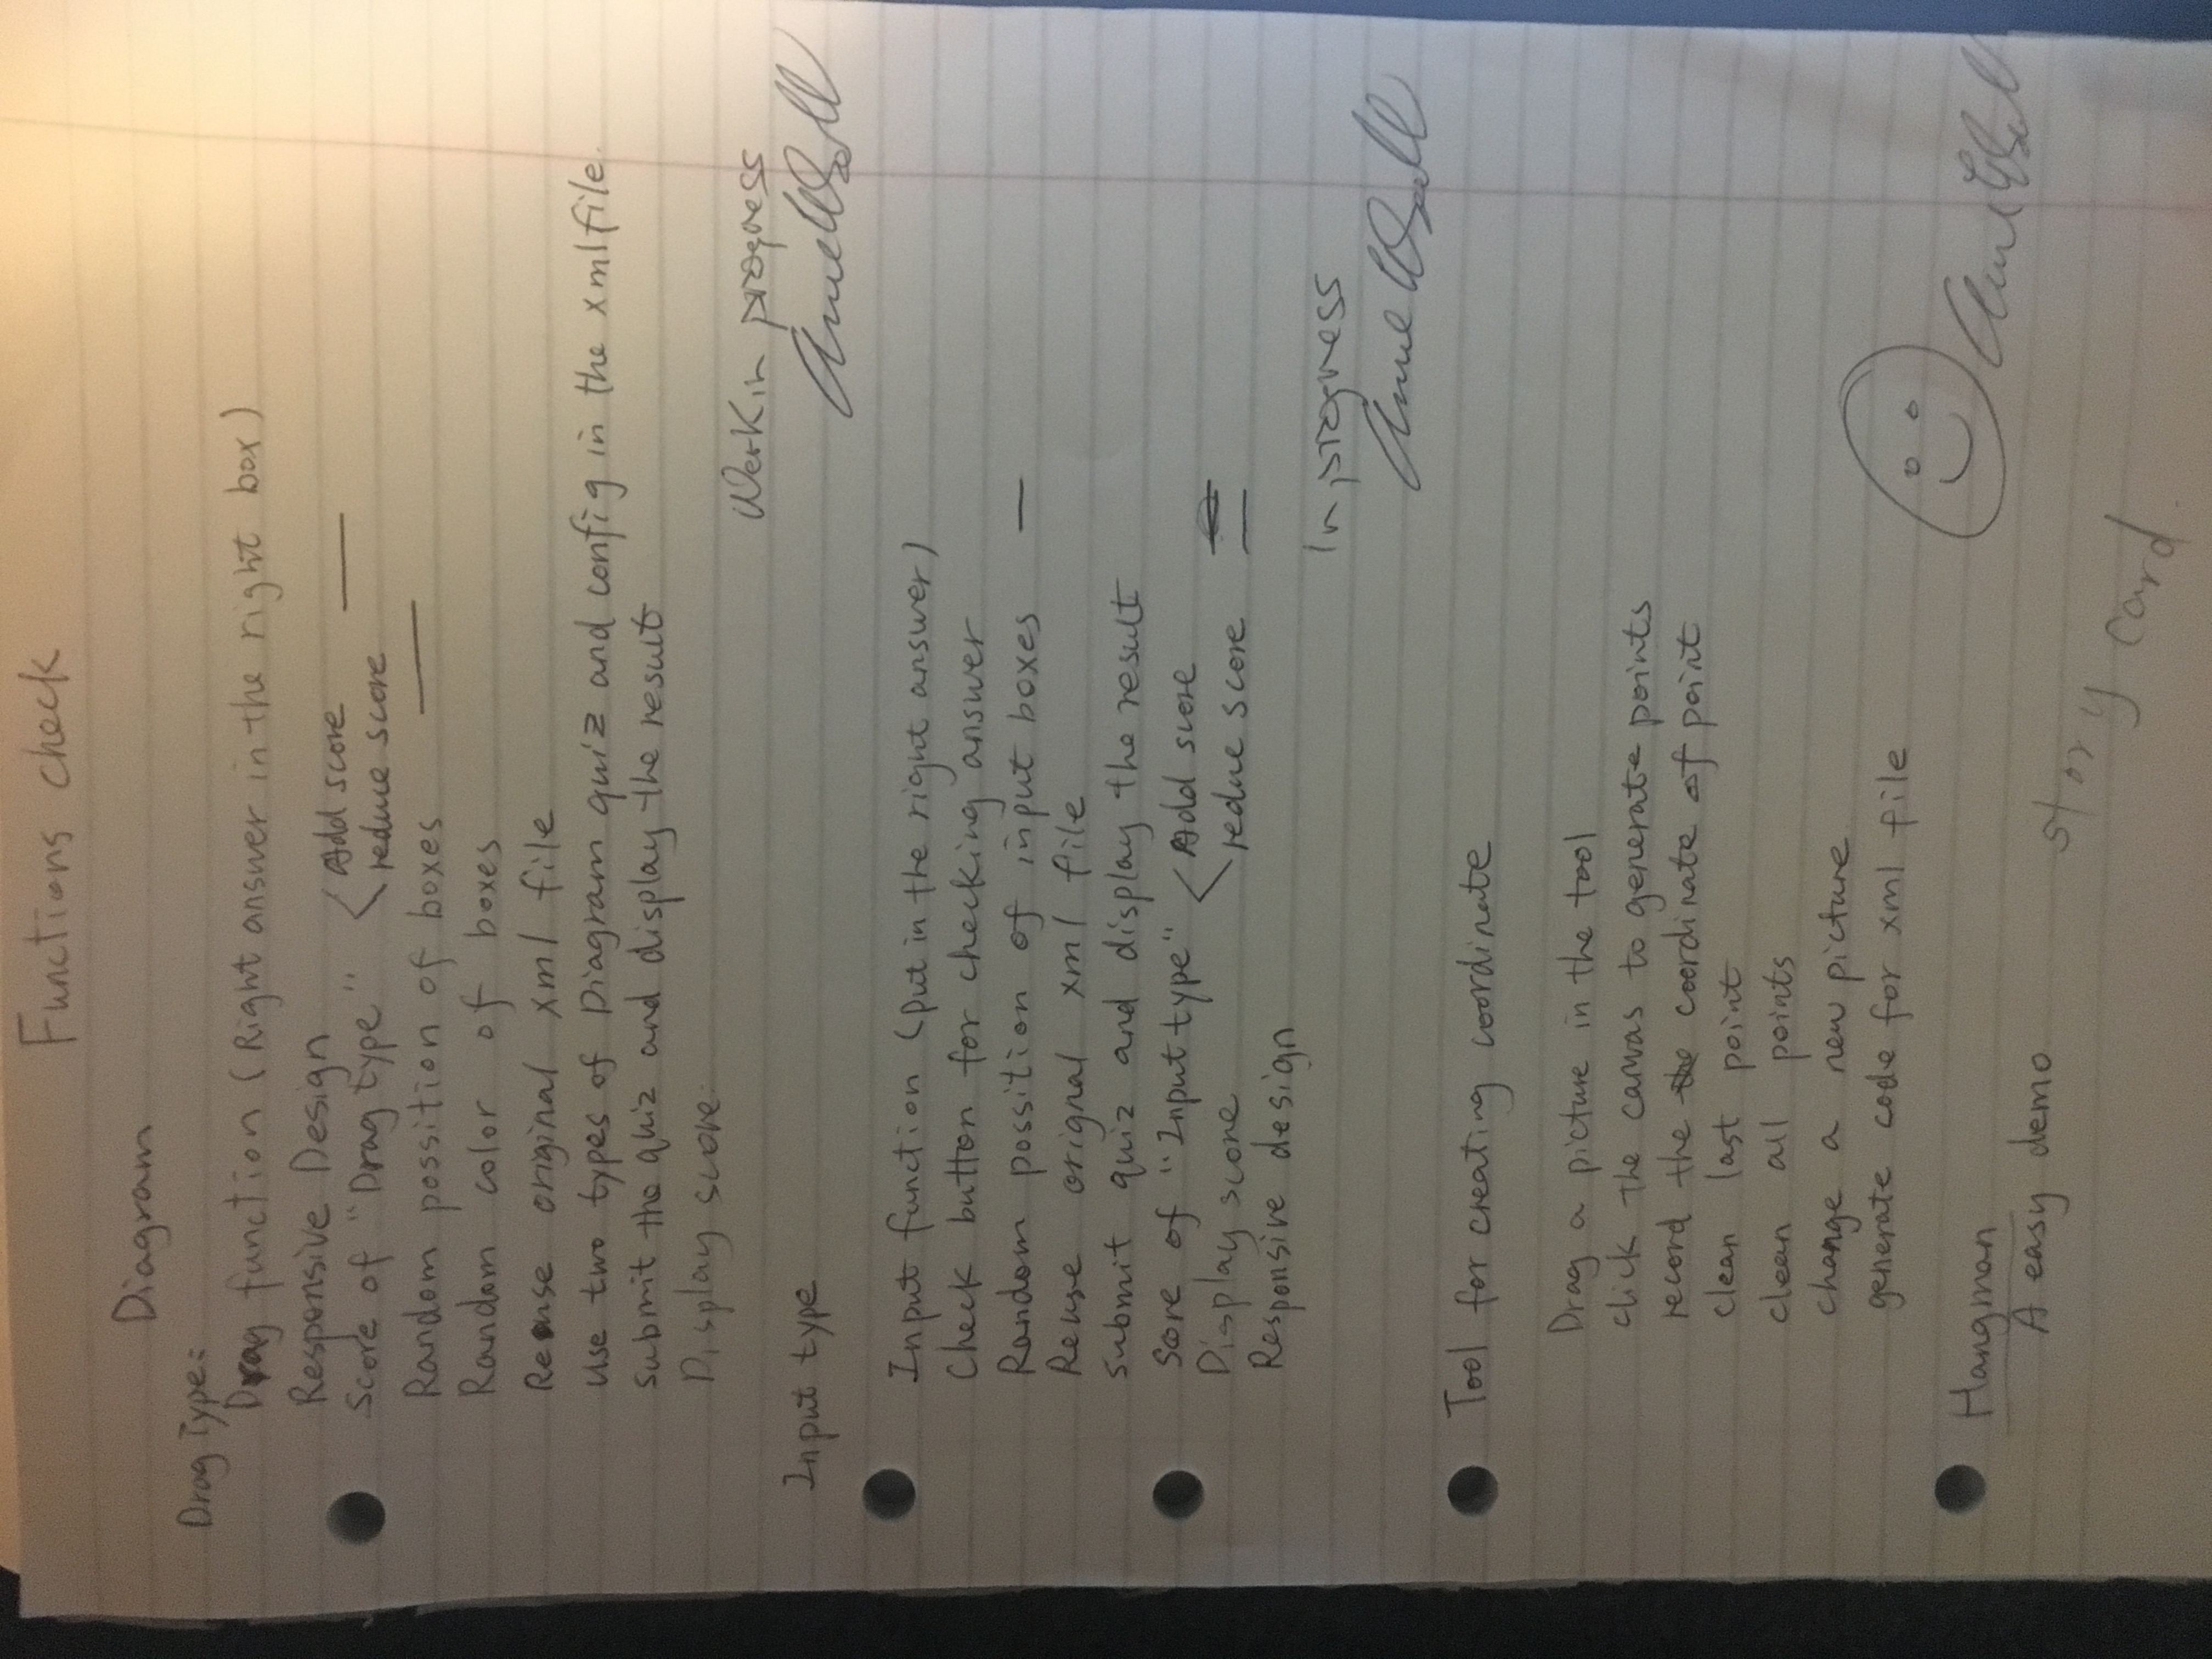 Functions check
Diagram
Drag Type:
Drag function (Right answer in the right box)
Responsive Design
Score of "Drag type" < Add score —
reduce score
Random possition of boxes —
Random color of boxes
Reuse original xml file
Use two types of Diagram quiz and config in the xml file.
Submit the quiz and display the result
Display score.
Work in progress
Input type
Input function (put in the right answer)
Check button for checking answer
Random possition of input boxes —
Reuse orignal xml file
submit quiz and display the result
Score of "Input type" < Add score
reduce score —
Display score
Responsive design
In progress
Tool for creating coordinate
Drag a picture in the tool
click the canvas to generate points
record the coordinate of point
clean last point
clean all points
change a new picture
generate code for xml file
Hangman
A easy demo
story card